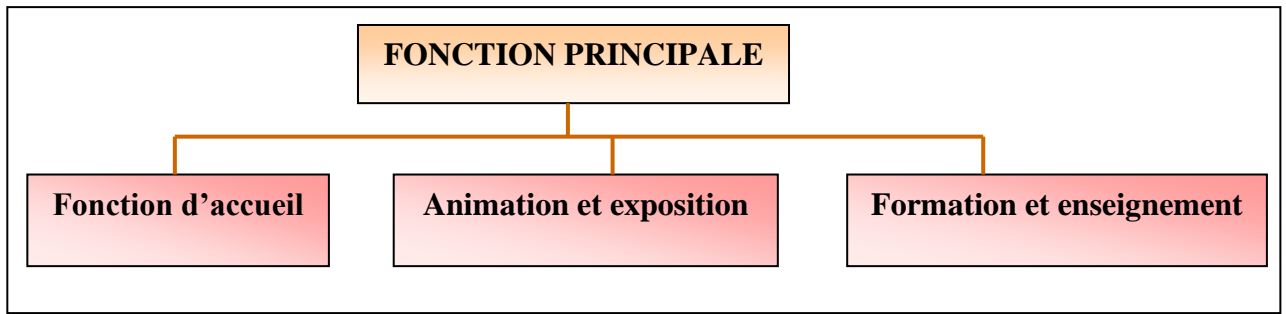 FONCTION PRINCIPALE
Fonction d’accueil
Animation et exposition
Formation et enseignement